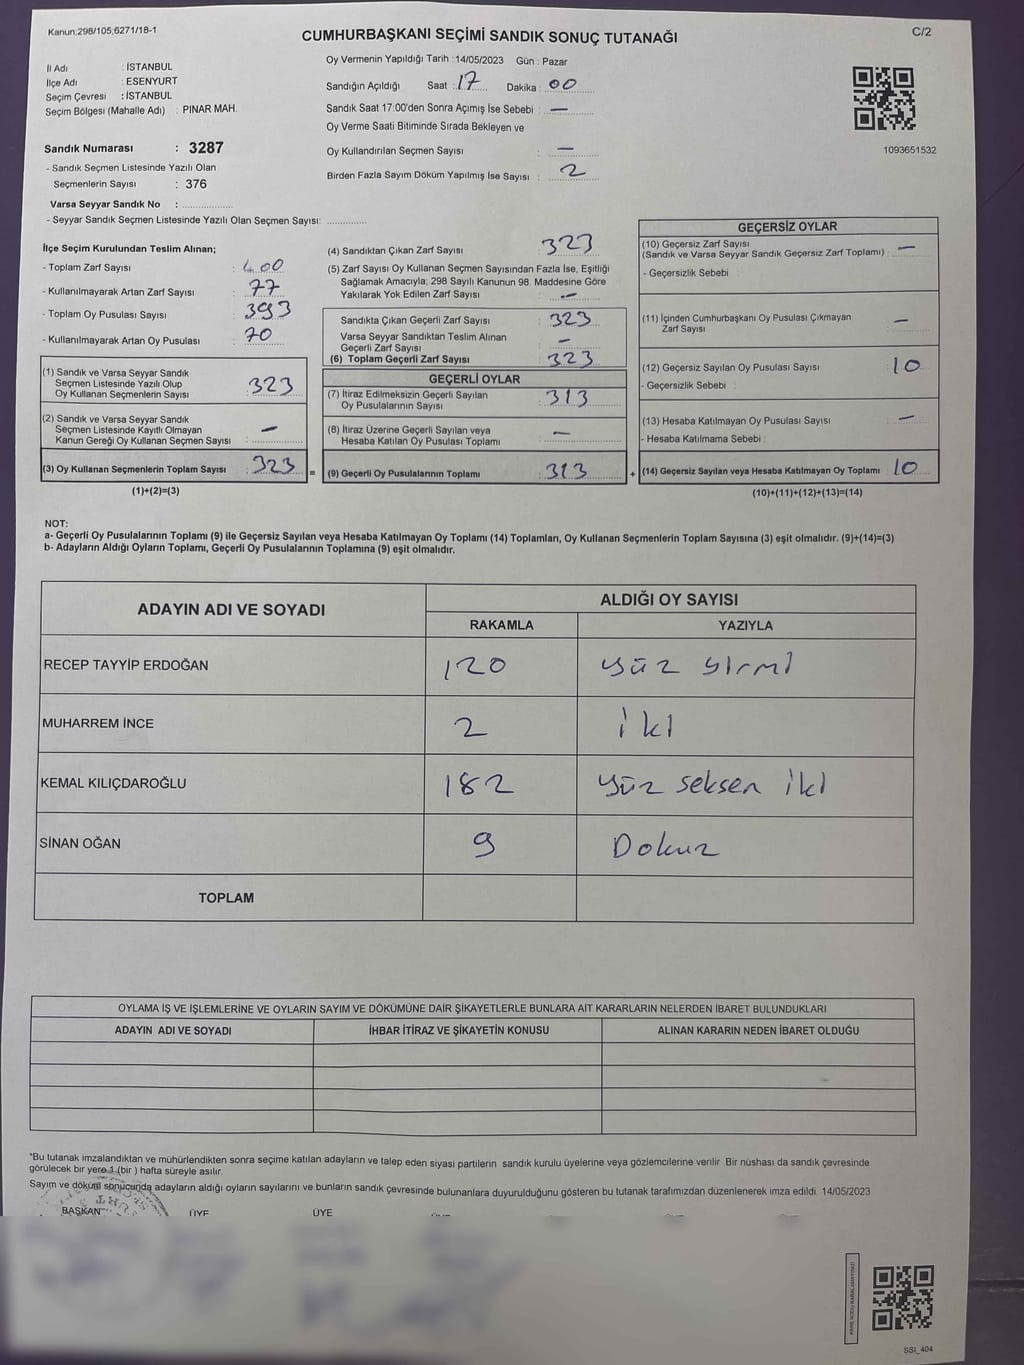 Kanun;298/105,6271/18-1
CUMHURBAŞKANI SEÇİMİ SANDIK SONUÇ TUTANAĞI
C/2
İl Adı : İSTANBUL
İlçe Adı : ESENYURT
Seçim Çevresi : İSTANBUL
Seçim Bölgesi (Mahalle Adı) : PINAR MAH.
Oy Vermenin Yapıldığı Tarih :14/05/2023 Gün : Pazar
Sandığın Açıldığı Saat : 17 Dakika : 00
Sandık Saat 17:00'den Sonra Açımış İse Sebebi : —
Oy Verme Saati Bitiminde Sırada Bekleyen ve
Oy Kullandırılan Seçmen Sayısı : —
Birden Fazla Sayım Döküm Yapılmış İse Sayısı : 2
1093651532
Sandık Numarası : 3287
- Sandık Seçmen Listesinde Yazılı Olan
Seçmenlerin Sayısı : 376
Varsa Seyyar Sandık No :
- Seyyar Sandık Seçmen Listesinde Yazılı Olan Seçmen Sayısı:
İlçe Seçim Kurulundan Teslim Alınan;
- Toplam Zarf Sayısı : 400
- Kullanılmayarak Artan Zarf Sayısı : 77
- Toplam Oy Pusulası Sayısı : 393
- Kullanılmayarak Artan Oy Pusulası : 70
(1) Sandık ve Varsa Seyyar Sandık
Seçmen Listesinde Yazılı Olup
Oy Kullanan Seçmenlerin Sayısı 323
(2) Sandık ve Varsa Seyyar Sandık
Seçmen Listesinde Kayıtlı Olmayan
Kanun Gereği Oy Kullanan Seçmen Sayısı : —
(3) Oy Kullanan Seçmenlerin Toplam Sayısı : 323
(1)+(2)=(3)
=
(4) Sandıktan Çıkan Zarf Sayısı : 323
(5) Zarf Sayısı Oy Kullanan Seçmen Sayısından Fazla İse, Eşitliği
Sağlamak Amacıyla; 298 Sayılı Kanunun 98. Maddesine Göre
Yakılarak Yok Edilen Zarf Sayısı : —
Sandıkta Çıkan Geçerli Zarf Sayısı : 323
Varsa Seyyar Sandıktan Teslim Alınan
Geçerli Zarf Sayısı : —
(6) Toplam Geçerli Zarf Sayısı : 323
GEÇERLİ OYLAR
(7) İtiraz Edilmeksizin Geçerli Sayılan
Oy Pusulalarının Sayısı : 313
(8) İtiraz Üzerine Geçerli Sayılan veya
Hesaba Katılan Oy Pusulası Toplamı : —
(9) Geçerli Oy Pusulalarının Toplamı : 313
+
GEÇERSİZ OYLAR
(10) Geçersiz Zarf Sayısı
(Sandık ve Varsa Seyyar Sandık Geçersiz Zarf Toplamı) : —
- Geçersizlik Sebebi :
(11) İçinden Cumhurbaşkanı Oy Pusulası Çıkmayan
Zarf Sayısı : —
(12) Geçersiz Sayılan Oy Pusulası Sayısı : 10
- Geçersizlik Sebebi :
(13) Hesaba Katılmayan Oy Pusulası Sayısı : —
- Hesaba Katılmama Sebebi :
(14) Geçersiz Sayılan veya Hesaba Katılmayan Oy Toplamı : 10
(10)+(11)+(12)+(13)=(14)
NOT:
a- Geçerli Oy Pusulalarının Toplamı (9) ile Geçersiz Sayılan veya Hesaba Katılmayan Oy Toplamı (14) Toplamları, Oy Kullanan Seçmenlerin Toplam Sayısına (3) eşit olmalıdır. (9)+(14)=(3)
b- Adayların Aldığı Oyların Toplamı, Geçerli Oy Pusulalarının Toplamına (9) eşit olmalıdır.
ADAYIN ADI VE SOYADI
ALDIĞI OY SAYISI
RAKAMLA YAZIYLA
RECEP TAYYİP ERDOĞAN 120 yüz yirmi
MUHARREM İNCE 2 iki
KEMAL KILIÇDAROĞLU 182 yüz seksen iki
SİNAN OĞAN 9 Dokuz
TOPLAM
OYLAMA İŞ VE İŞLEMLERİNE VE OYLARIN SAYIM VE DÖKÜMÜNE DAİR ŞİKAYETLERLE BUNLARA AİT KARARLARIN NELERDEN İBARET BULUNDUKLARI
ADAYIN ADI VE SOYADI İHBAR İTİRAZ VE ŞİKAYETİN KONUSU ALINAN KARARIN NEDEN İBARET OLDUĞU
"Bu tutanak imzalandıktan ve mühürlendikten sonra seçime katılan adayların ve talep eden siyasi partilerin sandık kurulu üyelerine veya gözlemcilerine verilir Bir nüshası da sandık çevresinde
görülecek bir yere 1 (bir ) hafta süreyle asılır.
Sayım ve dökümü sonucunda adayların aldığı oyların sayılarını ve bunların sandık çevresinde bulunanlara duyurulduğunu gösteren bu tutanak tarafımızdan düzenlenerek imza edildi. 14/05/2023
BAŞKAN ÜYE ÜYE
SSI_404